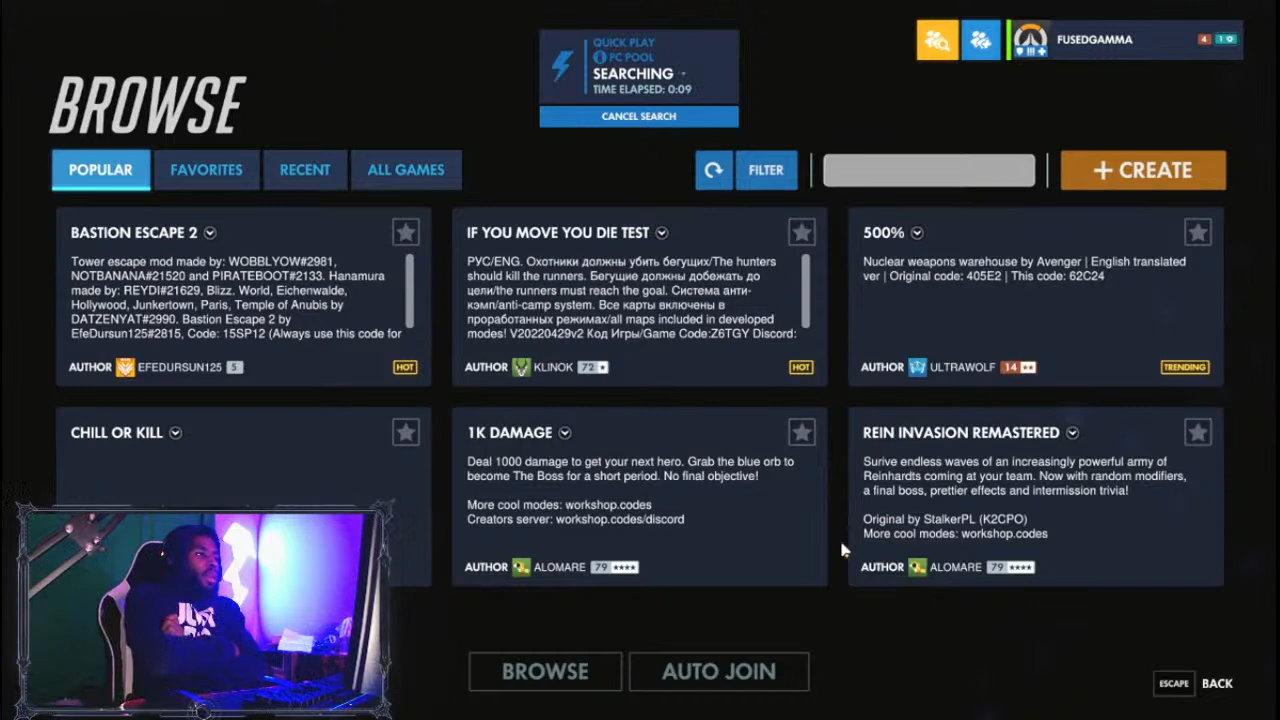 QUICK PLAY
PC POOL
SEARCHING
TIME ELAPSED: 0:09
CANCEL SEARCH
FUSEDGAMMA
4
1
BROWSE
POPULAR
FAVORITES
RECENT
ALL GAMES
FILTER
+ CREATE
BASTION ESCAPE 2
Tower escape mod made by: WOBBLYOW#2981,
NOTBANANA#21520 and PIRATEBOOT#2133. Hanamura
made by: REYDI#21629, Blizz. World, Eichenwalde,
Hollywood, Junkertown, Paris, Temple of Anubis by
DATZENYAT#2990. Bastion Escape 2 by
EfeDursun125#2815, Code: 15SP12 (Always use this code for
AUTHOR EFEDURSUN125 5
HOT
IF YOU MOVE YOU DIE TEST
РУС/ENG. Охотники должны убить бегущих/The hunters
should kill the runners. Бегущие должны добежать до
цели/the runners must reach the goal. Система анти-
кэмп/anti-camp system. Все карты включены в
проработанных режимах/all maps included in developed
modes! V20220429v2 Код Игры/Game Code:Z6TGY Discord:
AUTHOR KLINOK 72
HOT
500%
Nuclear weapons warehouse by Avenger | English translated
ver | Original code: 405E2 | This code: 62C24
AUTHOR ULTRAWOLF 14
TRENDING
CHILL OR KILL
1K DAMAGE
Deal 1000 damage to get your next hero. Grab the blue orb to
become The Boss for a short period. No final objective!
More cool modes: workshop.codes
Creators server: workshop.codes/discord
AUTHOR ALOMARE 79
REIN INVASION REMASTERED
Surive endless waves of an increasingly powerful army of
Reinhardts coming at your team. Now with random modifiers,
a final boss, prettier effects and intermission trivia!
Original by StalkerPL (K2CPO)
More cool modes: workshop.codes
AUTHOR ALOMARE 79
BROWSE
AUTO JOIN
ESCAPE
BACK